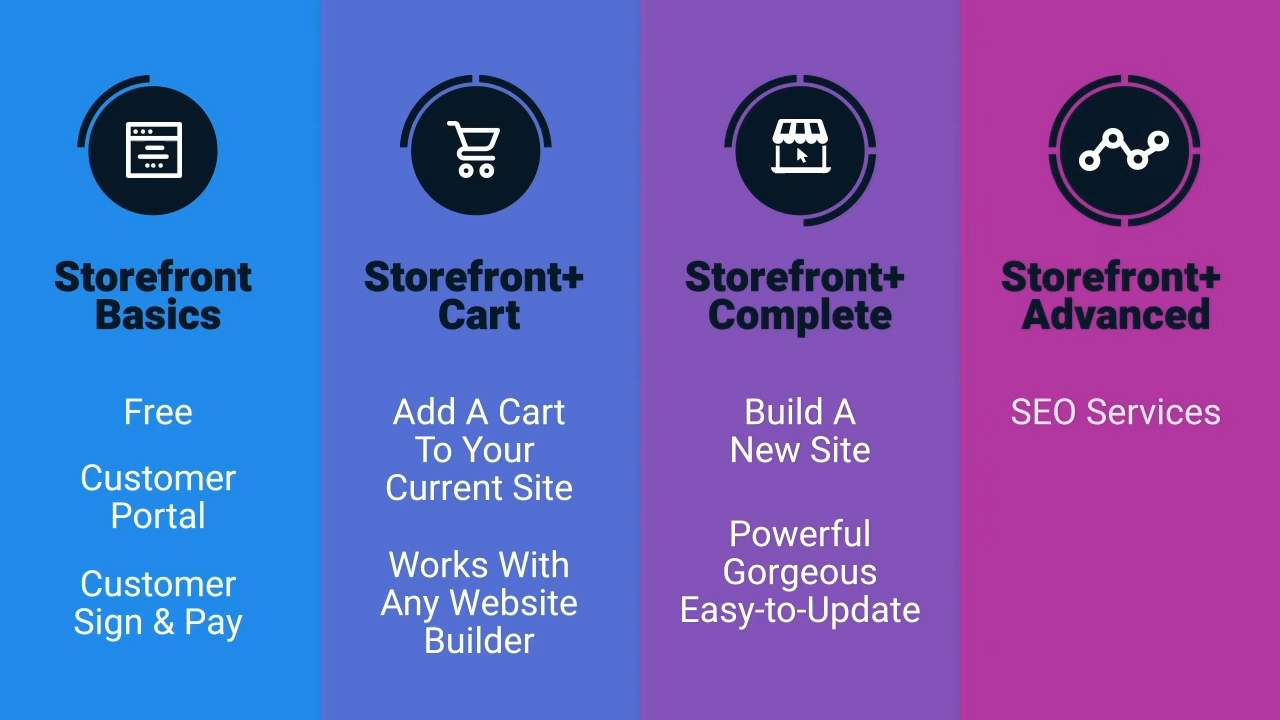 Storefront
Basics
Free
Customer
Portal
Customer
Sign & Pay
Storefront+
Cart
Add A Cart
To Your
Current Site
Works With
Any Website
Builder
Storefront+
Complete
Build A
New Site
Powerful
Gorgeous
Easy-to-Update
Storefront+
Advanced
SEO Services